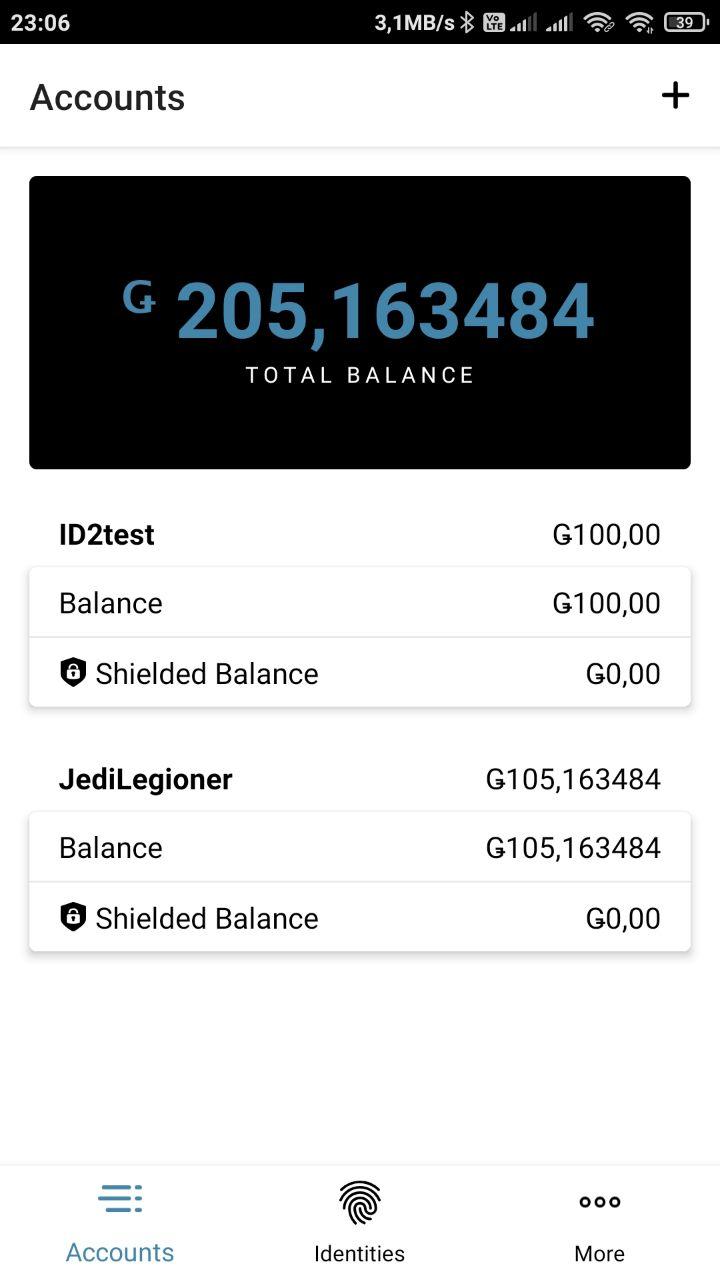 23:06 3,1MB/s VoLTE 39
Accounts +
Ǥ 205,163484
TOTAL BALANCE
ID2test Ǥ100,00
Balance Ǥ100,00
Shielded Balance Ǥ0,00
JediLegioner Ǥ105,163484
Balance Ǥ105,163484
Shielded Balance Ǥ0,00
Accounts Identities More